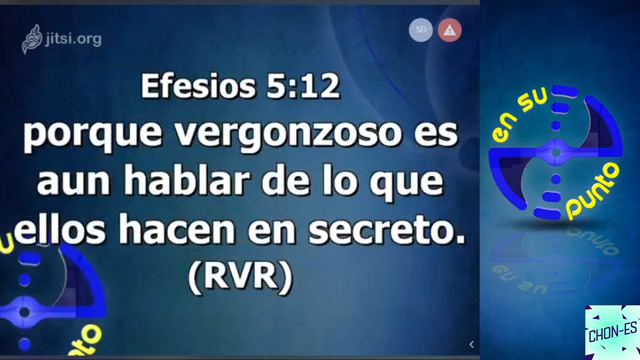 jitsi.org
SD
Efesios 5:12
porque vergonzoso es
aun hablar de lo que
ellos hacen en secreto.
(RVR)
en su
punto
CHON-ES